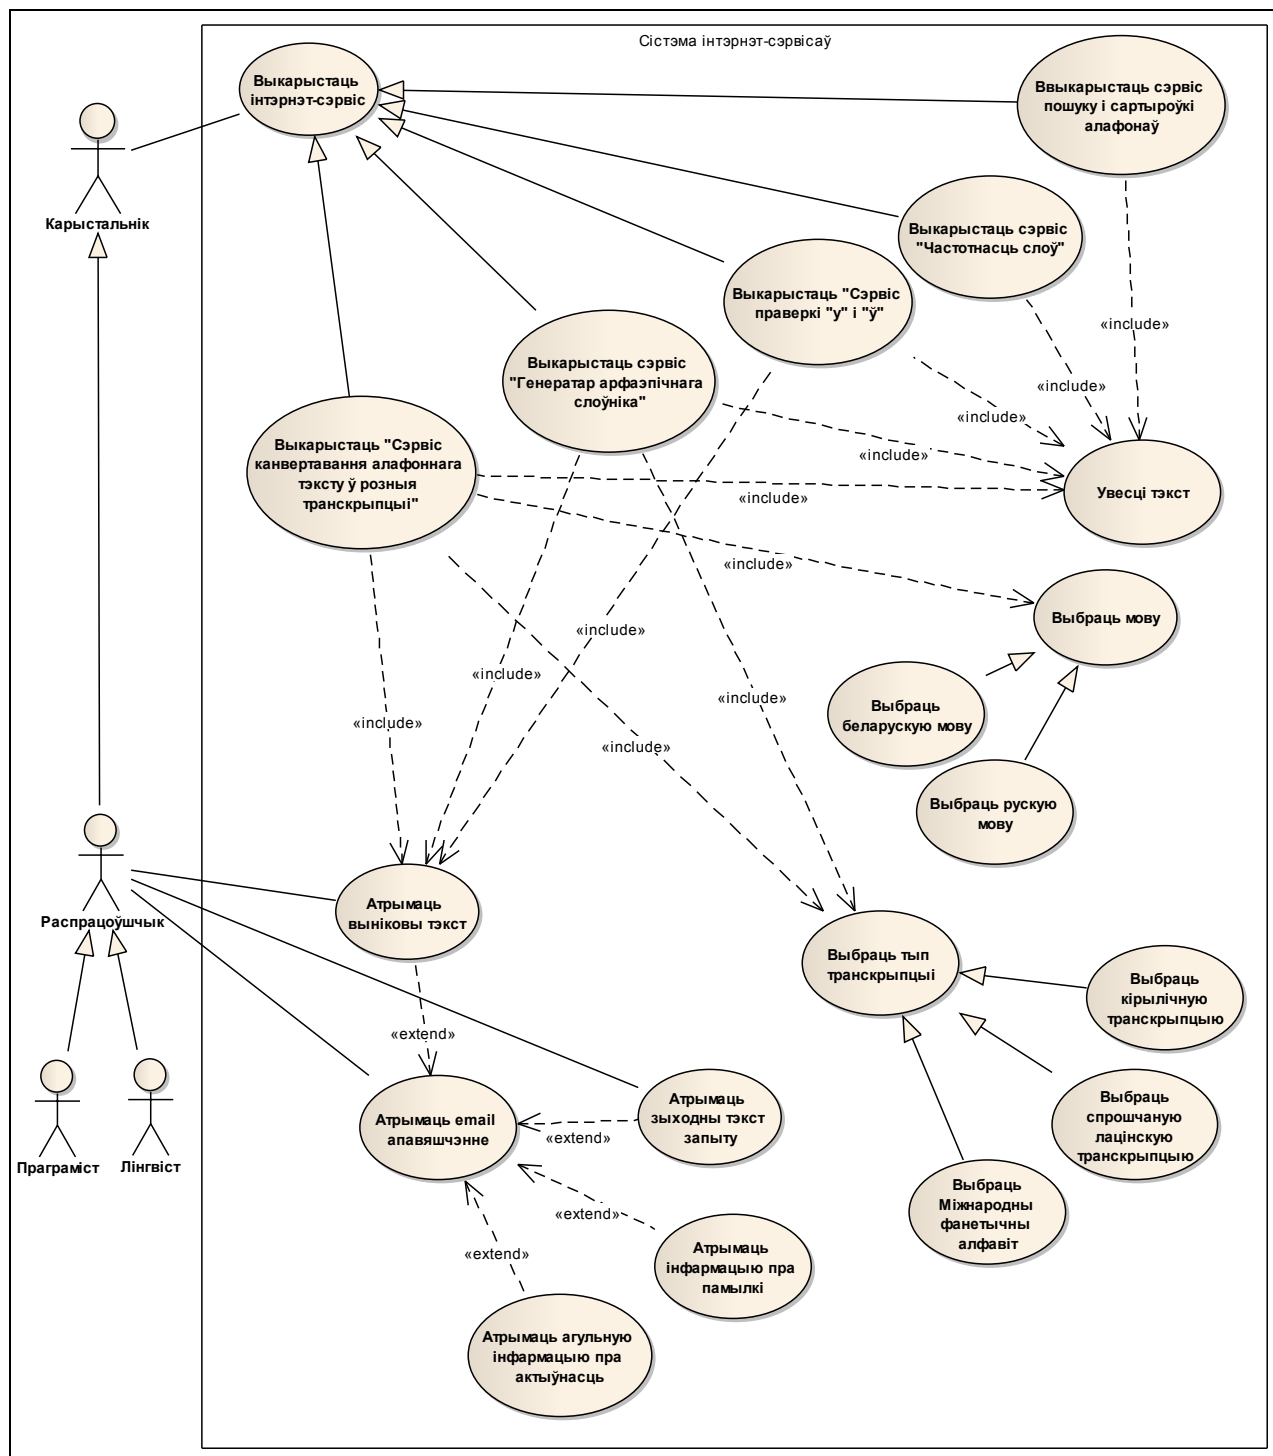 Сістэма інтэрнэт-сэрвісаў
Выкарыстаць
інтэрнэт-сэрвіс
Ввыкарыстаць сэрвіс
пошуку і сартыроўкі
алафонаў
Карыстальнік
Выкарыстаць сэрвіс
"Частотнасць слоў"
Выкарыстаць "Сэрвіс
праверкі "у" і "ў"
«include»
Выкарыстаць сэрвіс
"Генератар арфаэпічнага
слоўніка"
«include»
«include»
Выкарыстаць "Сэрвіс
канвертавання алафоннага
тэксту ў розныя
транскрыпцыі"
«include»
«include»
Увесці тэкст
«include»
Выбраць мову
«include»
«include»
«include»
Выбраць
беларускую мову
«include»
«include»
Выбраць рускую
мову
Распрацоўшчык
Атрымаць
выніковы тэкст
Выбраць тып
транскрыпцыі
Выбраць
кірылічную
транскрыпцыю
«extend»
Праграміст
Лінгвіст
Атрымаць email
апавяшчэнне
«extend»
Атрымаць
зыходны тэкст
запыту
Выбраць
спрошчаную
лацінскую
транскрыпцыю
Выбраць
Міжнародны
фанетычны
алфавіт
«extend»
«extend»
Атрымаць
інфармацыю пра
памылкі
Атрымаць агульную
інфармацыю пра
актыўнасць